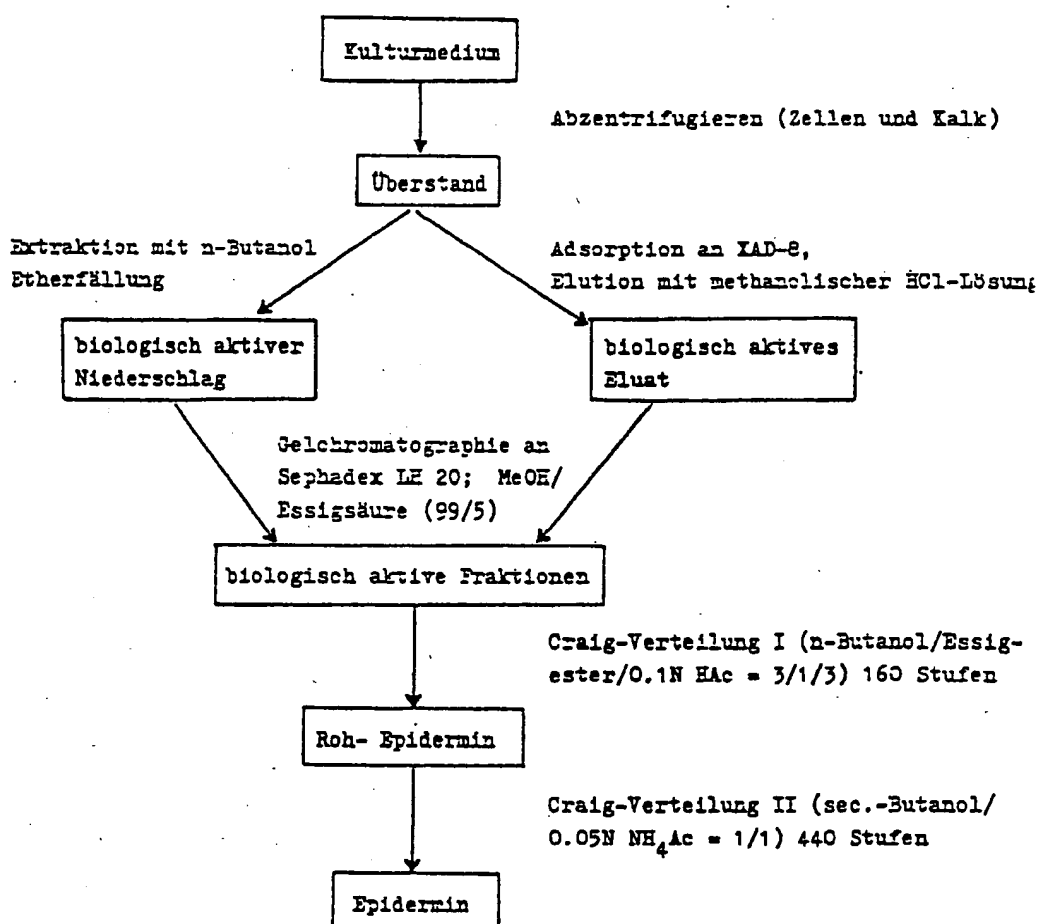 Kulturmedium
Abzentrifugieren (Zellen und Kalk)
Überstand
Extraktion mit n-Butanol
Etherfällung
Adsorption an XAD-8,
Elution mit methanolischer HCl-Lösung
biologisch aktiver
Niederschlag
biologisch aktives
Eluat
Gelchromatographie an
Sephadex LH 20; MeOH/
Essigsäure (99/5)
biologisch aktive Fraktionen
Craig-Verteilung I (n-Butanol/Essig-
ester/0.1N HAc = 3/1/3) 160 Stufen
Roh- Epidermin
Craig-Verteilung II (sec.-Butanol/
0.05N NH₄Ac = 1/1) 440 Stufen
Epidermin